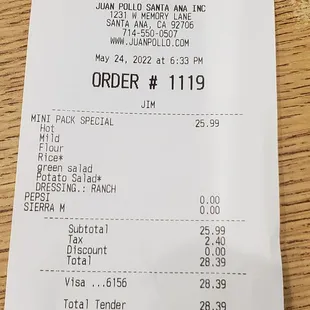 JUAN POLLO SANTA ANA INC
1231 W MEMORY LANE
SANTA ANA, CA 92706
714-550-0507
WWW.JUANPOLLO.COM
May 24, 2022 at 6:33 PM
ORDER # 1119
JIM
MINI PACK SPECIAL 25.99
Hot
Mild
Flour
Rice*
green salad
Potato Salad*
DRESSING.: RANCH
PEPSI 0.00
SIERRA M 0.00
Subtotal 25.99
Tax 2.40
Discount 0.00
Total 28.39
Visa ...6156 28.39
Total Tender 28.39